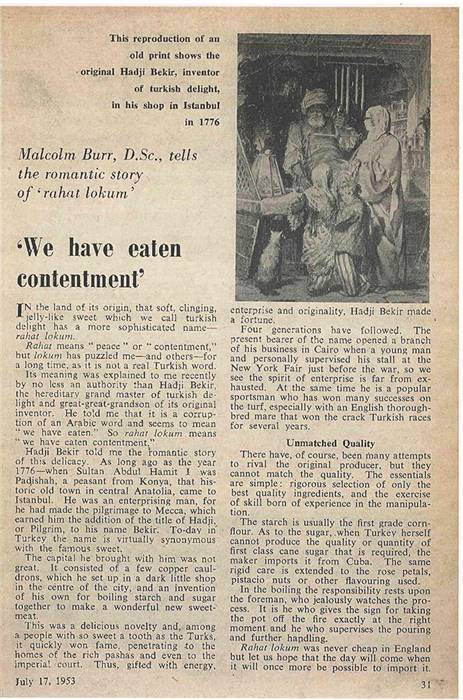 This reproduction of an
old print shows the
original Hadji Bekir, inventor
of turkish delight,
in his shop in Istanbul
in 1776
Malcolm Burr, D.Sc., tells
the romantic story
of ‘rahat lokum’
‘We have eaten
contentment’
IN the land of its origin, that soft, clinging,
jelly-like sweet which we call turkish
delight has a more sophisticated name—
rahat lokum.
Rahat means “peace” or “contentment,”
but lokum has puzzled me—and others—for
a long time, as it is not a real Turkish word.
Its meaning was explained to me recently
by no less an authority than Hadji Bekir,
the hereditary grand master of turkish de-
light and great-great-grandson of its original
inventor. He told me that it is a corrup-
tion of an Arabic word and seems to mean
“we have eaten.” So rahat lokum means
“we have eaten contentment.”
Hadji Bekir told me the romantic story
of this delicacy. As long ago as the year
1776—when Sultan Abdul Hamit I was
Padishah, a peasant from Konya, that his-
toric old town in central Anatolia, came to
Istanbul. He was an enterprising man, for
he had made the pilgrimage to Mecca, which
earned him the addition of the title of Hadji,
or Pilgrim, to his name Bekir. To-day in
Turkey the name is virtually synonymous
with the famous sweet.
The capital he brought with him was not
great. It consisted of a few copper caul-
drons, which he set up in a dark little shop
in the centre of the city, and an invention
of his own for boiling starch and sugar
together to make a wonderful new sweet-
meat.
This was a delicious novelty and, among
a people with so sweet a tooth as the Turks,
it quickly won fame, penetrating to the
homes of the rich pashas and even to the
imperial court. Thus, gifted with energy,
enterprise and originality, Hadji Bekir made
a fortune.
Four generations have followed. The
present bearer of the name opened a branch
of his business in Cairo when a young man
and personally supervised his stall at the
New York Fair just before the war, so we
see the spirit of enterprise is far from ex-
hausted. At the same time he is a popular
sportsman who has won many successes on
the turf, especially with an English thorough-
bred mare that won the crack Turkish races
for several years.
Unmatched Quality
There have, of course, been many attempts
to rival the original producer, but they
cannot match the quality. The essentials
are simple: rigorous selection of only the
best quality ingredients, and the exercise
of skill born of experience in the manipula-
tion.
The starch is usually the first grade corn-
flour. As to the sugar, when Turkey herself
cannot produce the quality or quantity of
first class cane sugar that is required, the
maker imports it from Cuba. The same
rigid care is extended to the rose petals,
pistacio nuts or other flavouring used.
In the boiling the responsibility rests upon
the foreman, who jealously watches the pro-
cess. It is he who gives the sign for taking
the pot off the fire exactly at the right
moment and he who supervises the pouring
and further handling.
Rahat lokum was never cheap in England
but let us hope that the day will come when
it will once more be possible to import it.
July 17, 1953
31